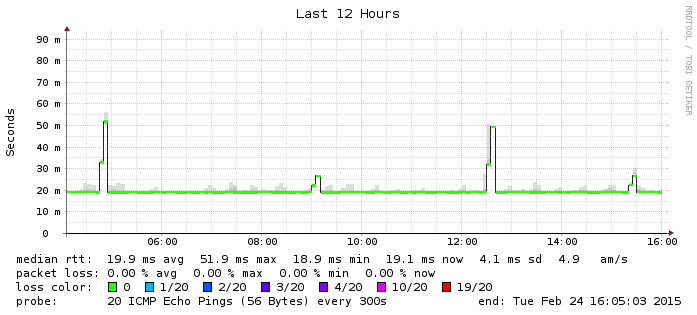 Last 12 Hours
RRDTOOL / TOBI OETIKER
Seconds
90 m
80 m
70 m
60 m
50 m
40 m
30 m
20 m
10 m
0
06:00 08:00 10:00 12:00 14:00 16:00
median rtt: 19.9 ms avg 51.9 ms max 18.9 ms min 19.1 ms now 4.1 ms sd 4.9 am/s
packet loss: 0.00 % avg 0.00 % max 0.00 % min 0.00 % now
loss color: 0 1/20 2/20 3/20 4/20 10/20 19/20
probe: 20 ICMP Echo Pings (56 Bytes) every 300s end: Tue Feb 24 16:05:03 2015